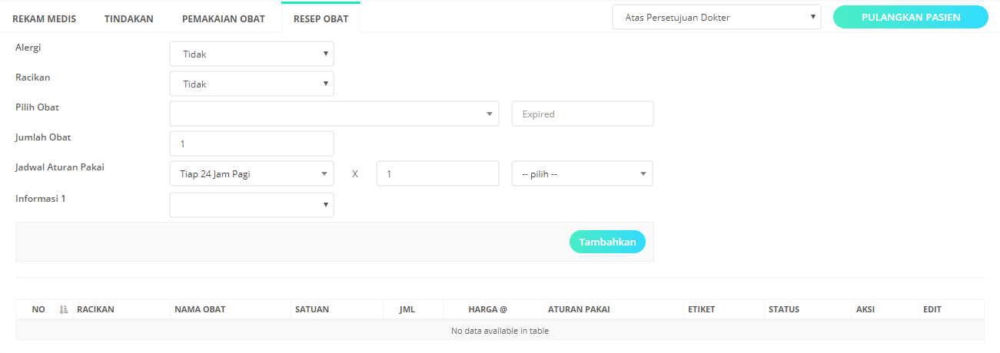 REKAM MEDIS TINDAKAN PEMAKAIAN OBAT RESEP OBAT Atas Persetujuan Dokter PULANGKAN PASIEN
Alergi Tidak
Racikan Tidak
Pilih Obat Expired
Jumlah Obat 1
Jadwal Aturan Pakai Tiap 24 Jam Pagi X 1 -- pilih --
Informasi 1
Tambahkan
NO RACIKAN NAMA OBAT SATUAN JML HARGA @ ATURAN PAKAI ETIKET STATUS AKSI EDIT
No data available in table